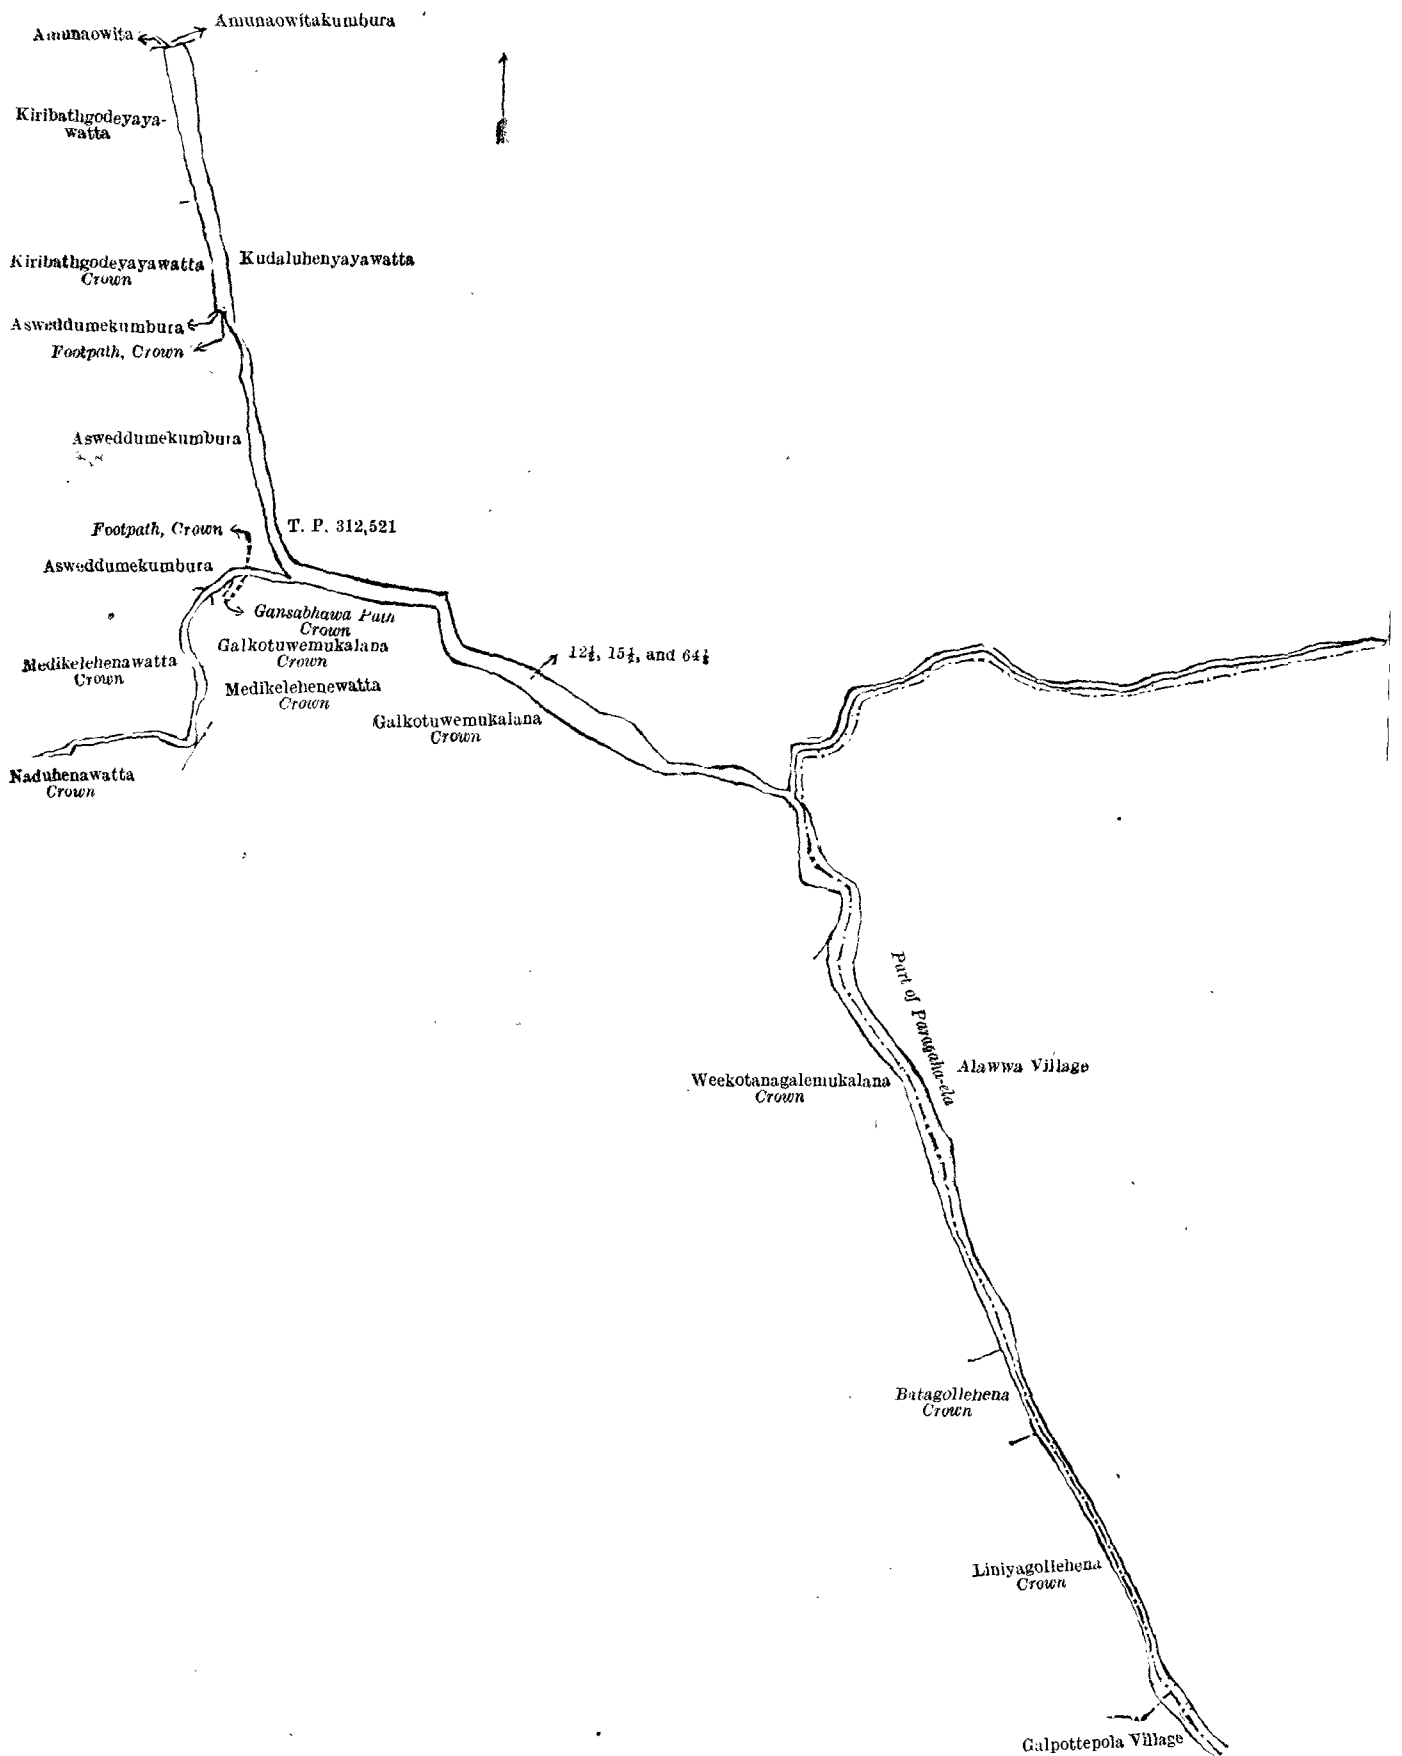 Amunaowitakumbura
Amunaowita
Kiribathgodeyaya-
watta
Kiribathgodeyayawatta
Crown
Kudaluhenyayawatta
Asweddumekumbura
Footpath, Crown
Asweddumekumbura
T. P. 312,521
Footpath, Crown
Asweddumekumbura
Gansabhawa Path
Crown
Galkotuwemukalana
Crown
12½, 15½, and 64½
Medikelehenawatta
Crown
Medikelehenewatta
Crown
Galkotuwemukalana
Crown
Naduhenawatta
Crown
Part of Paragaha-ela
Alawwa Village
Weekotanagalemukalana
Crown
Batagollehena
Crown
Liniyagollehena
Crown
Galpottepola Village